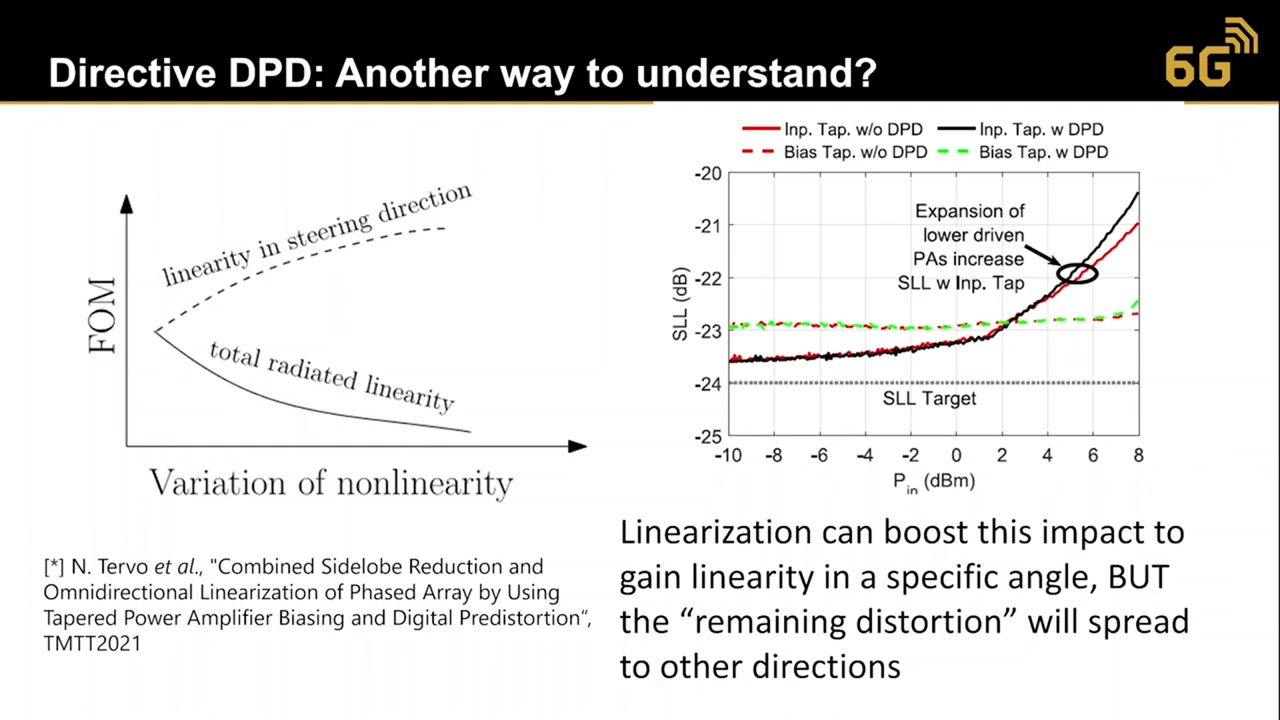 Directive DPD: Another way to understand?
6G
linearity in steering direction
FOM
total radiated linearity
Variation of nonlinearity
[*] N. Tervo et al., "Combined Sidelobe Reduction and
Omnidirectional Linearization of Phased Array by Using
Tapered Power Amplifier Biasing and Digital Predistortion“,
TMTT2021
Inp. Tap. w/o DPD
Inp. Tap. w DPD
Bias Tap. w/o DPD
Bias Tap. w DPD
-20
-21
-22
-23
-24
-25
SLL (dB)
Expansion of
lower driven
PAs increase
SLL w Inp. Tap
SLL Target
-10 -8 -6 -4 -2 0 2 4 6 8
Pin (dBm)
Linearization can boost this impact to
gain linearity in a specific angle, BUT
the “remaining distortion” will spread
to other directions